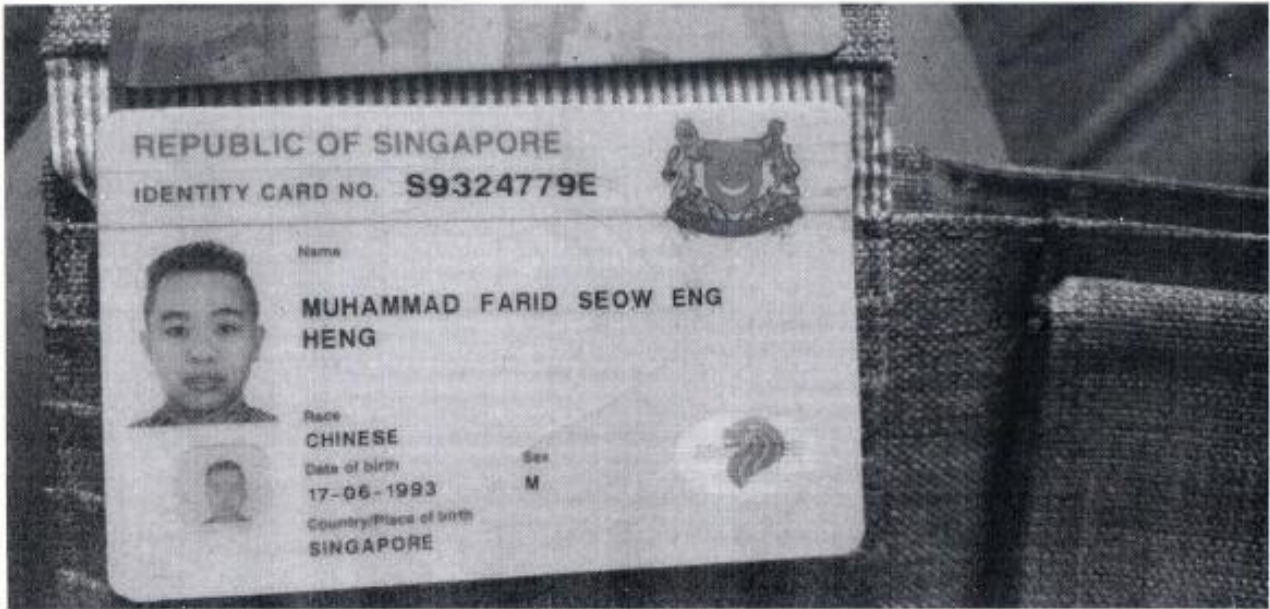 REPUBLIC OF SINGAPORE
IDENTITY CARD NO. S9324779E
Name
MUHAMMAD FARID SEOW ENG
HENG
Race
CHINESE
Date of birth
Sex
17-06-1993
M
Country/Place of birth
SINGAPORE